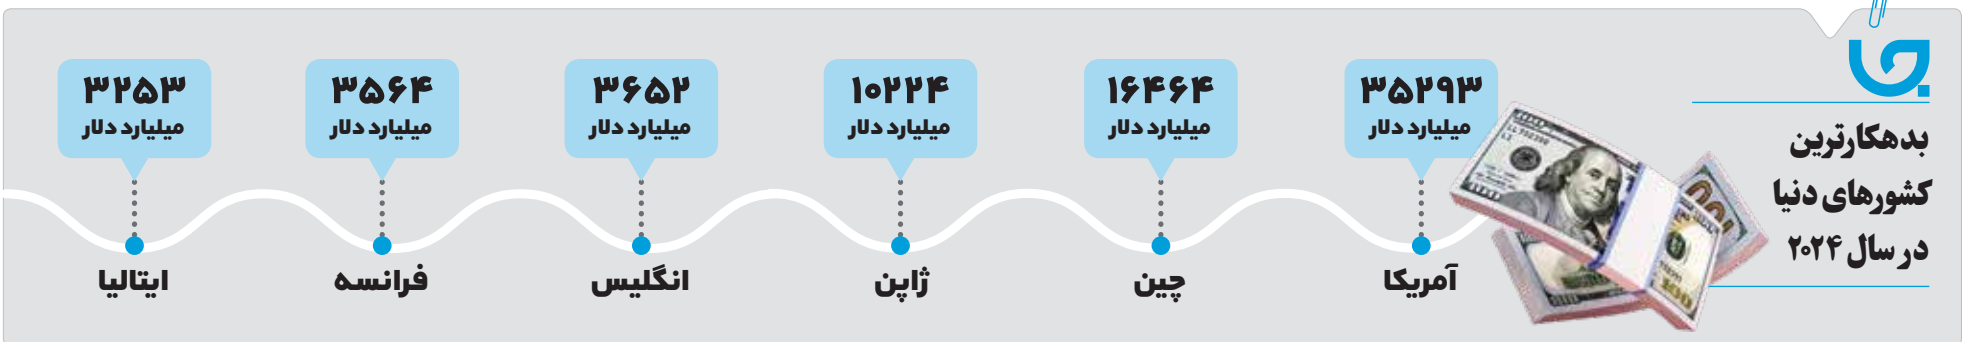 بدهکارترین
کشورهای دنیا
در سال ۲۰۲۴
۳۵۲۹۳
میلیارد دلار
آمریکا
۱۶۴۶۴
میلیارد دلار
چین
۱۰۲۲۴
میلیارد دلار
ژاپن
۳۶۵۲
میلیارد دلار
انگلیس
۳۵۶۴
میلیارد دلار
فرانسه
۳۲۵۳
میلیارد دلار
ایتالیا